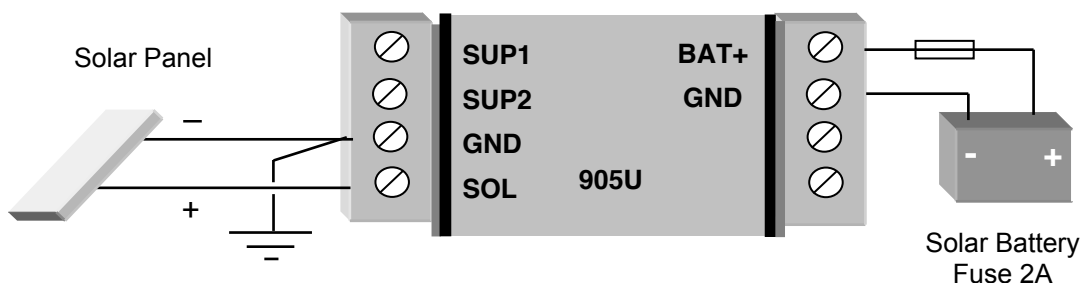 Solar Panel
−
+
SUP1
SUP2
GND
SOL
905U
BAT+
GND
- +
Solar Battery
Fuse 2A